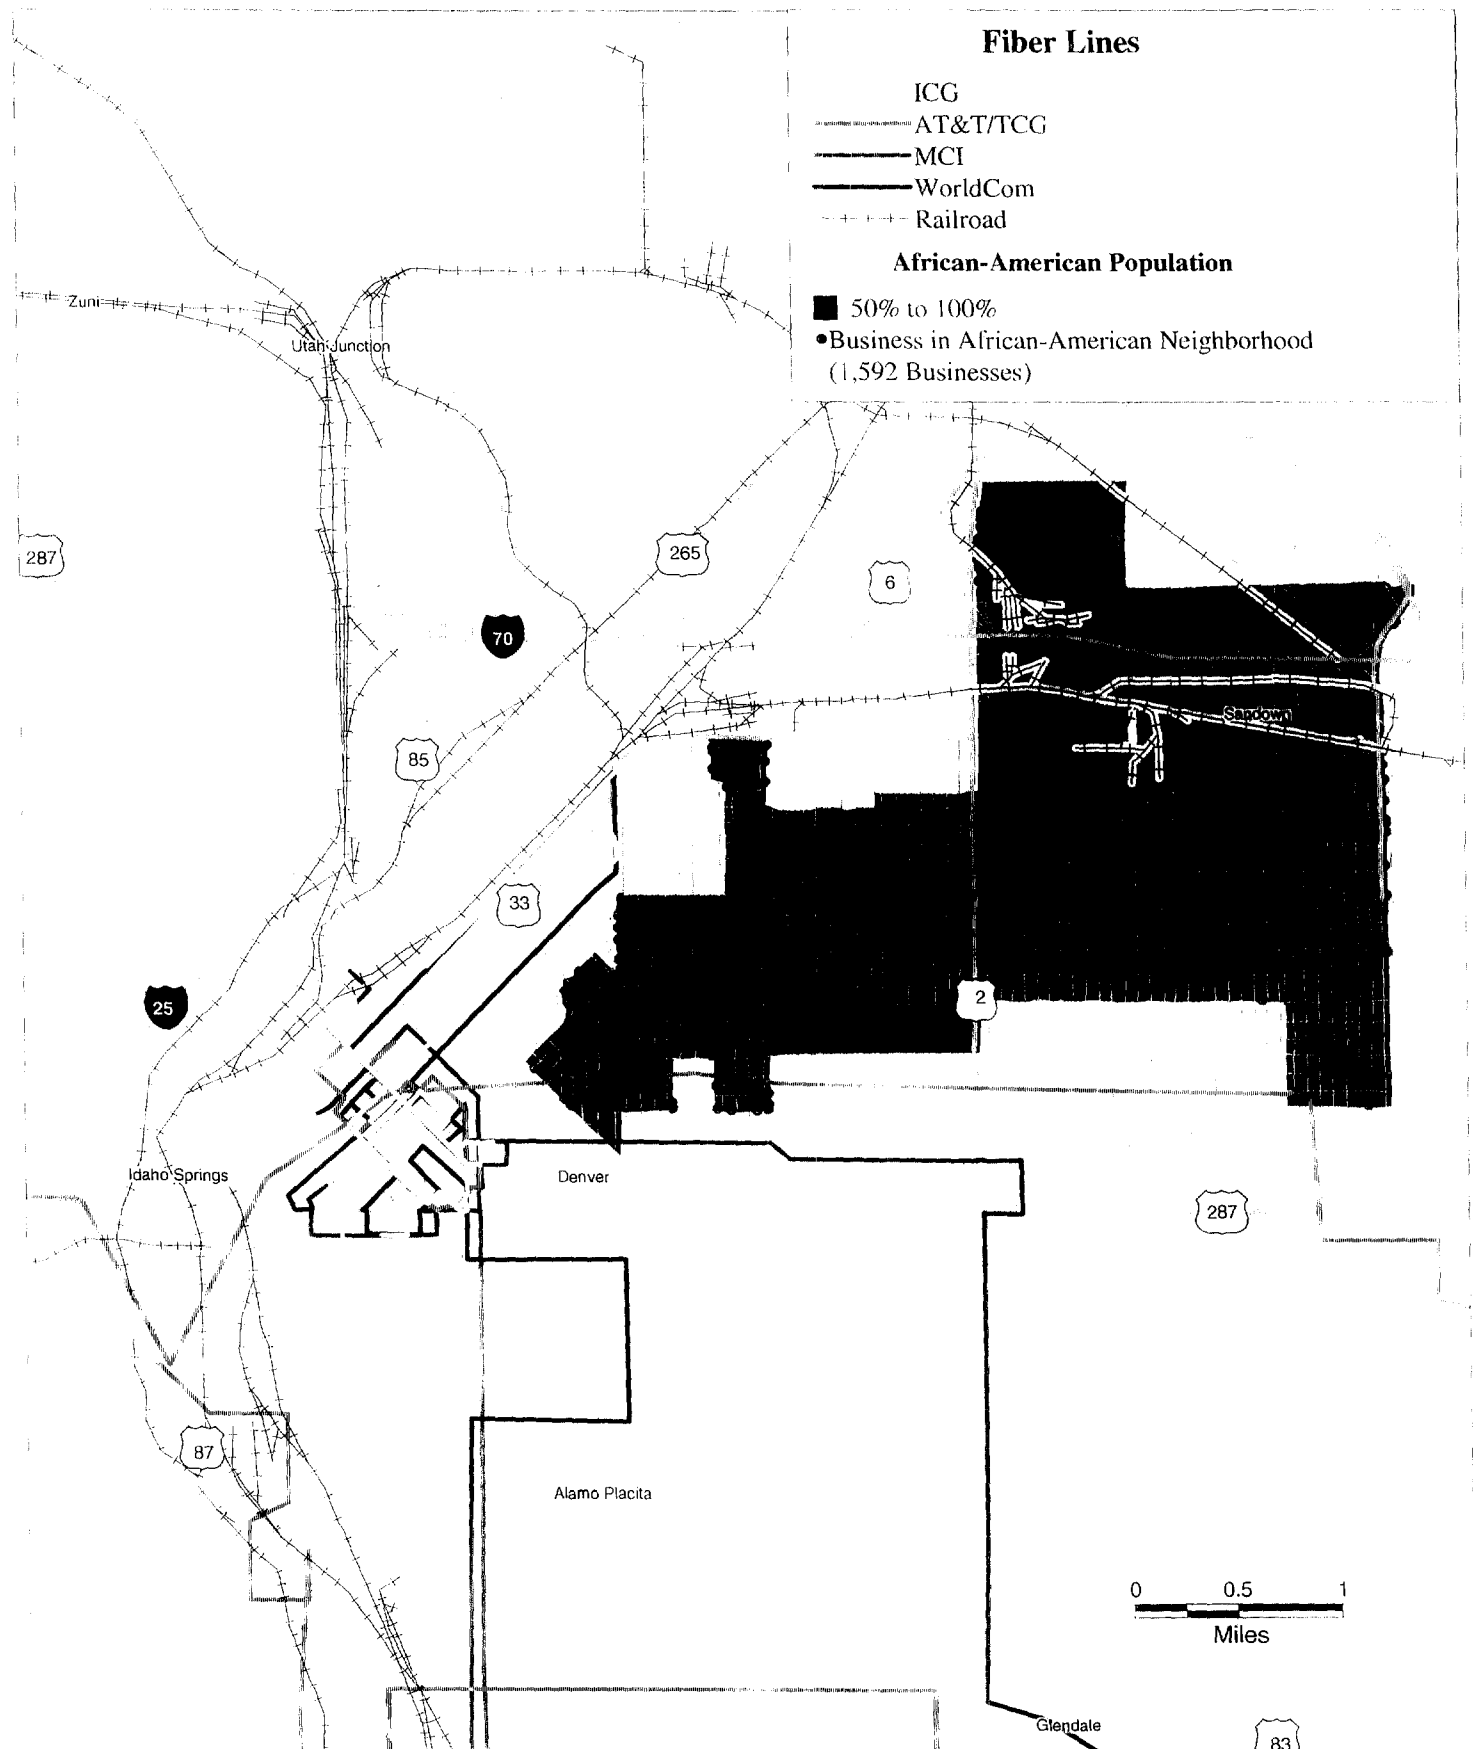 Fiber Lines
ICG
AT&T/TCG
MCI
WorldCom
Railroad
African-American Population
50% to 100%
•Business in African-American Neighborhood
(1,592 Businesses)
Zuni
Utah Junction
287
265
6
70
Sandown
85
33
25
2
Idaho Springs
Denver
287
87
Alamo Placita
0 0.5 1
Miles
Glendale
83